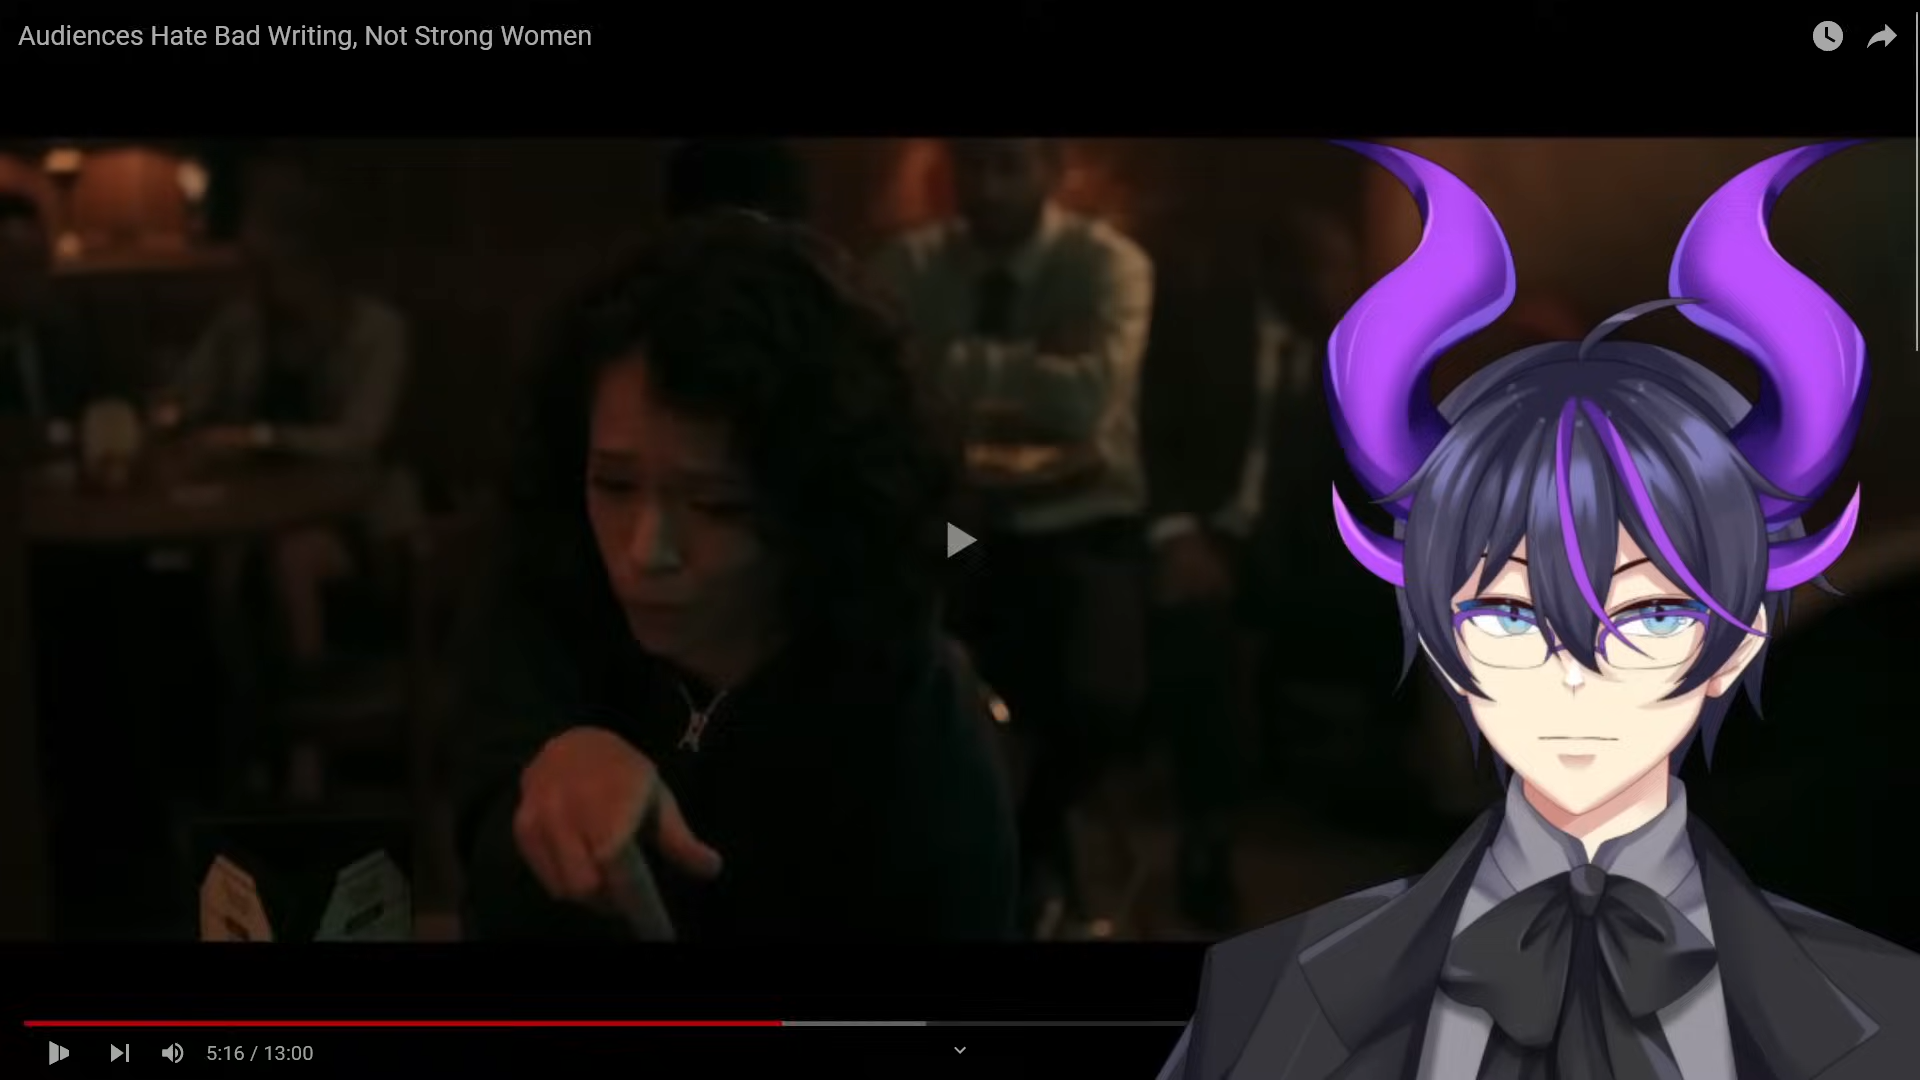 Audiences Hate Bad Writing, Not Strong Women
5:16 / 13:00